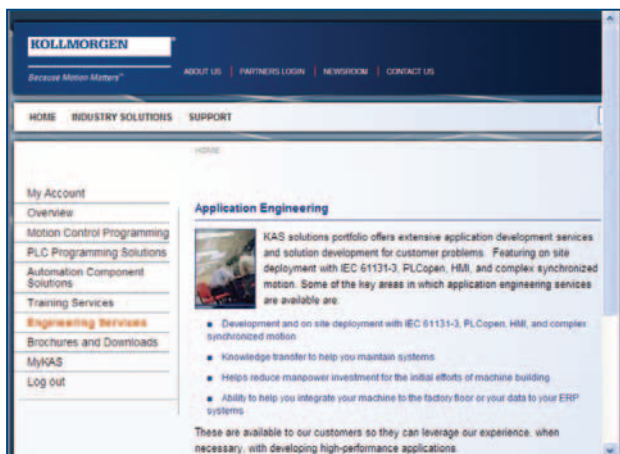 KOLLMORGEN
Because Motion Matters™
ABOUT US | PARTNERS LOGIN | NEWSROOM | CONTACT US
HOME INDUSTRY SOLUTIONS SUPPORT
HOME
My Account
Overview
Motion Control Programming
PLC Programming Solutions
Automation Component
Solutions
Training Services
Engineering Services
Brochures and Downloads
MyKAS
Log out
Application Engineering
KAS solutions portfolio offers extensive application development services
and solution development for customer problems. Featuring on site
deployment with IEC 61131-3, PLCopen, HMI, and complex synchronized
motion. Some of the key areas in which application engineering services
are available are:
Development and on site deployment with IEC 61131-3, PLCopen, HMI, and complex
synchronized motion
Knowledge transfer to help you maintain systems
Helps reduce manpower investment for the initial efforts of machine building
Ability to help you integrate your machine to the factory floor or your data to your ERP
systems
These are available to our customers so they can leverage our experience, when
necessary, with developing high-performance applications.